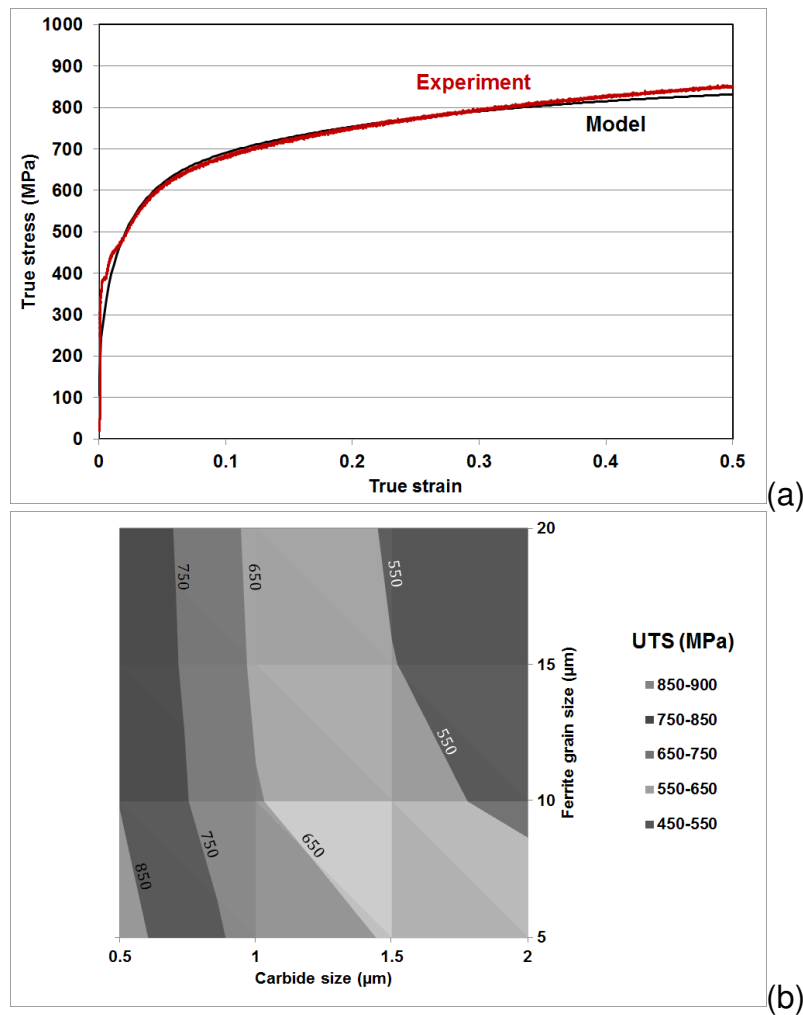 1000
900
800
700
600
500
400
300
200
100
0
True stress (MPa)
Experiment
Model
0 0.1 0.2 0.3 0.4 0.5
True strain
(a)
750 650 550
550
850 750 650
20
15
10
5
Ferrite grain size (µm)
0.5 1 1.5 2
Carbide size (µm)
UTS (MPa)
850-900
750-850
650-750
550-650
450-550
(b)